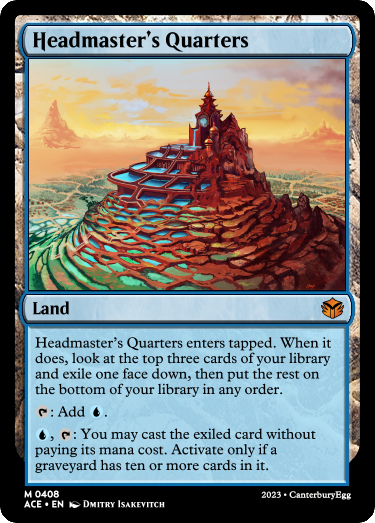 Headmaster's Quarters
Land
Headmaster's Quarters enters tapped. When it
does, look at the top three cards of your library
and exile one face down, then put the rest on
the bottom of your library in any order.
: Add .
, : You may cast the exiled card without
paying its mana cost. Activate only if a
graveyard has ten or more cards in it.
M 0408
ACE • EN Dmitry Isakevitch
2023 • CanterburyEgg